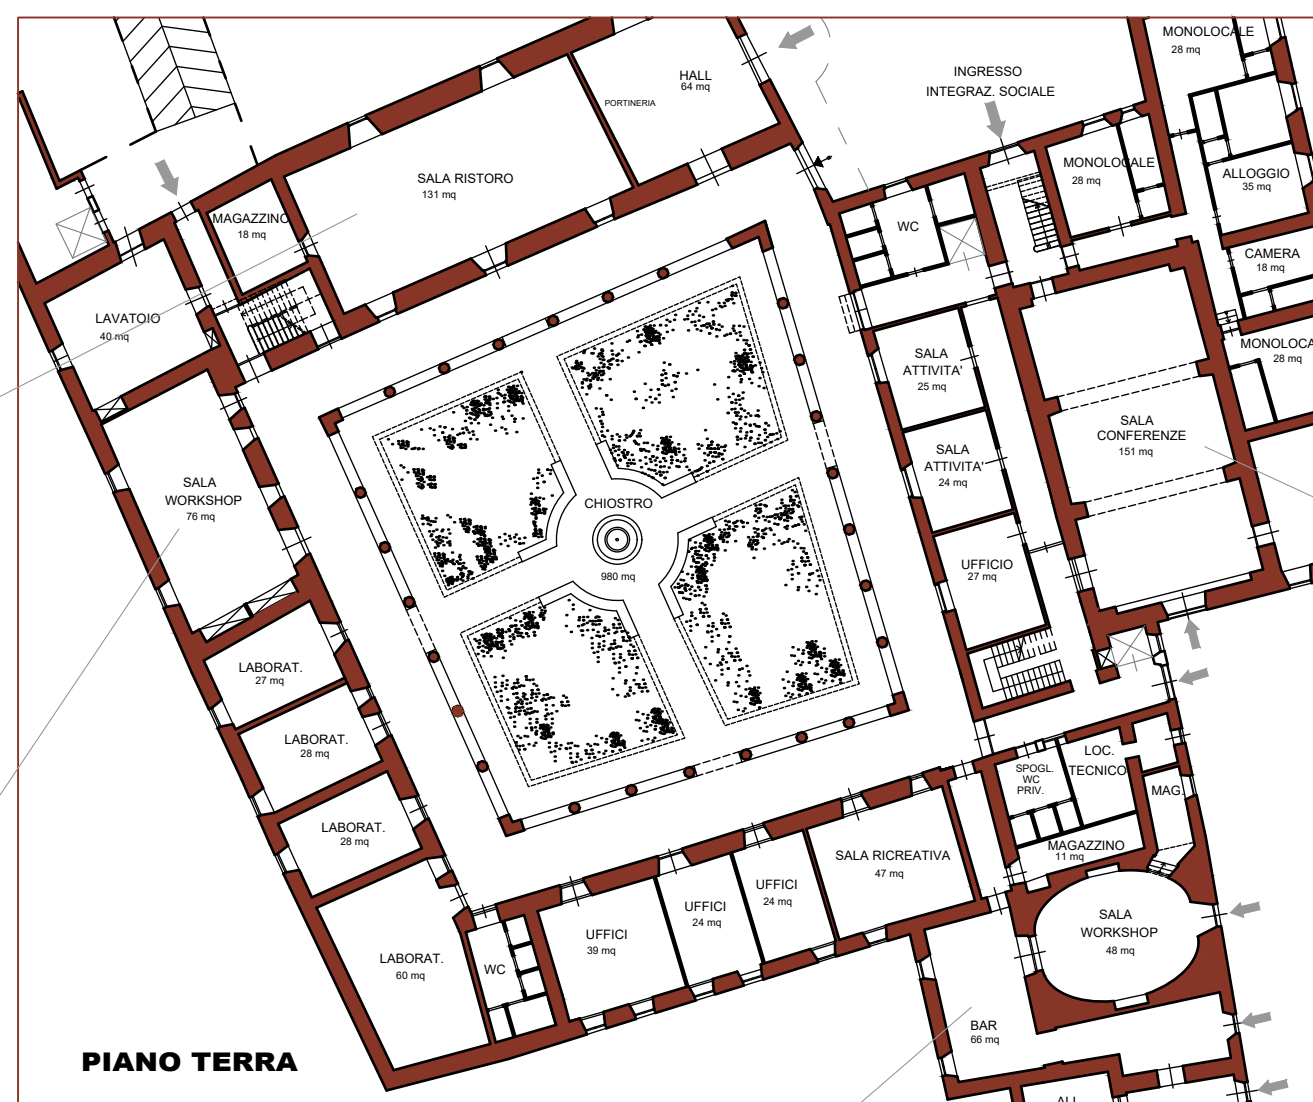 MONOLOCALE
28 mq
HALL
64 mq
PORTINERIA
INGRESSO
INTEGRAZ. SOCIALE
SALA RISTORO
131 mq
MONOLOCALE
28 mq
ALLOGGIO
35 mq
MAGAZZINO
18 mq
WC
CAMERA
18 mq
LAVATOIO
40 mq
MONOLOCA
28 mq
SALA
ATTIVITA'
25 mq
SALA
CONFERENZE
151 mq
SALA
ATTIVITA'
24 mq
SALA
WORKSHOP
76 mq
CHIOSTRO
980 mq
UFFICIO
27 mq
LABORAT.
27 mq
LABORAT.
28 mq
LOC.
TECNICO
SPOGL.
WC
PRIV.
MAG.
LABORAT.
28 mq
MAGAZZINO
11 mq
SALA RICREATIVA
47 mq
UFFICI
24 mq
UFFICI
24 mq
UFFICI
39 mq
SALA
WORKSHOP
48 mq
LABORAT.
60 mq
WC
BAR
66 mq
PIANO TERRA